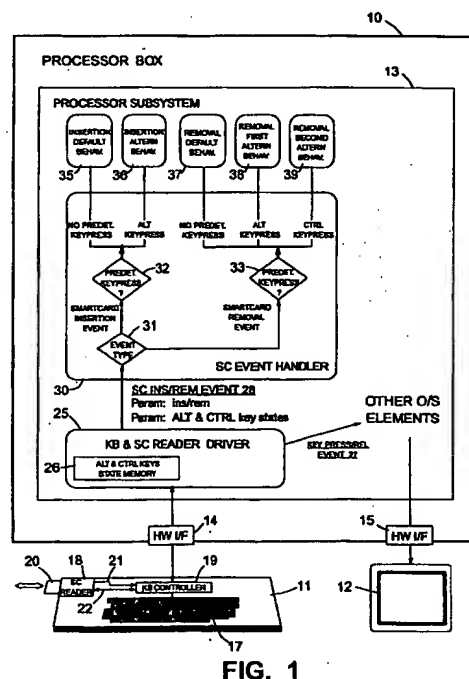 10
PROCESSOR BOX
13
PROCESSOR SUBSYSTEM
INSERTION DEFAULT BEHAV.
INSERTION ALTERN BEHAV.
REMOVAL DEFAULT BEHAV.
REMOVAL FIRST ALTERN BEHAV.
REMOVAL SECOND ALTERN BEHAV.
35
36
37
38
39
NO PREDET. KEYPRESS
ALT KEYPRESS
NO PREDET. KEYPRESS
ALT KEYPRESS
CTRL KEYPRESS
32
33
PREDET. KEYPRESS ?
PREDET. KEYPRESS ?
SMARTCARD INSERTION EVENT
31
SMARTCARD REMOVAL EVENT
EVENT TYPE
SC EVENT HANDLER
30
SC INS/REM EVENT 28
Param: ins/rem
Param: ALT & CTRL key states
25
OTHER O/S
ELEMENTS
KB & SC READER DRIVER
KEY PRESS/REL
EVENT 27
26
ALT & CTRL KEYS
STATE MEMORY
HW I/F
14
15
HW I/F
20
18
21
19
SC READER
KB CONTROLLER
11
12
22
17
FIG. 1